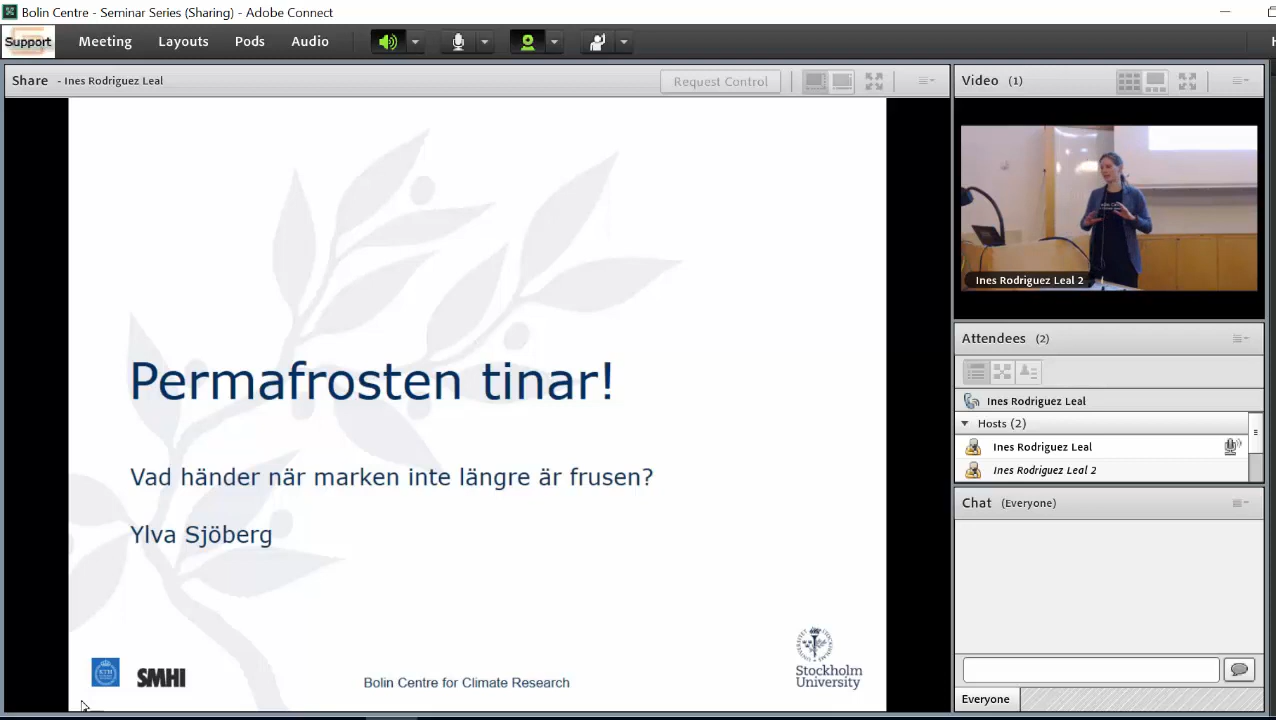 Bolin Centre - Seminar Series (Sharing) - Adobe Connect
Support Meeting Layouts Pods Audio
Share - Ines Rodriguez Leal
Request Control
Permafrosten tinar!
Vad händer när marken inte längre är frusen?
Ylva Sjöberg
SMHI
Bolin Centre for Climate Research
Stockholm
University
Video (1)
Ines Rodriguez Leal 2
Attendees (2)
Ines Rodriguez Leal
Hosts (2)
Ines Rodriguez Leal
Ines Rodriguez Leal 2
Chat (Everyone)
Everyone